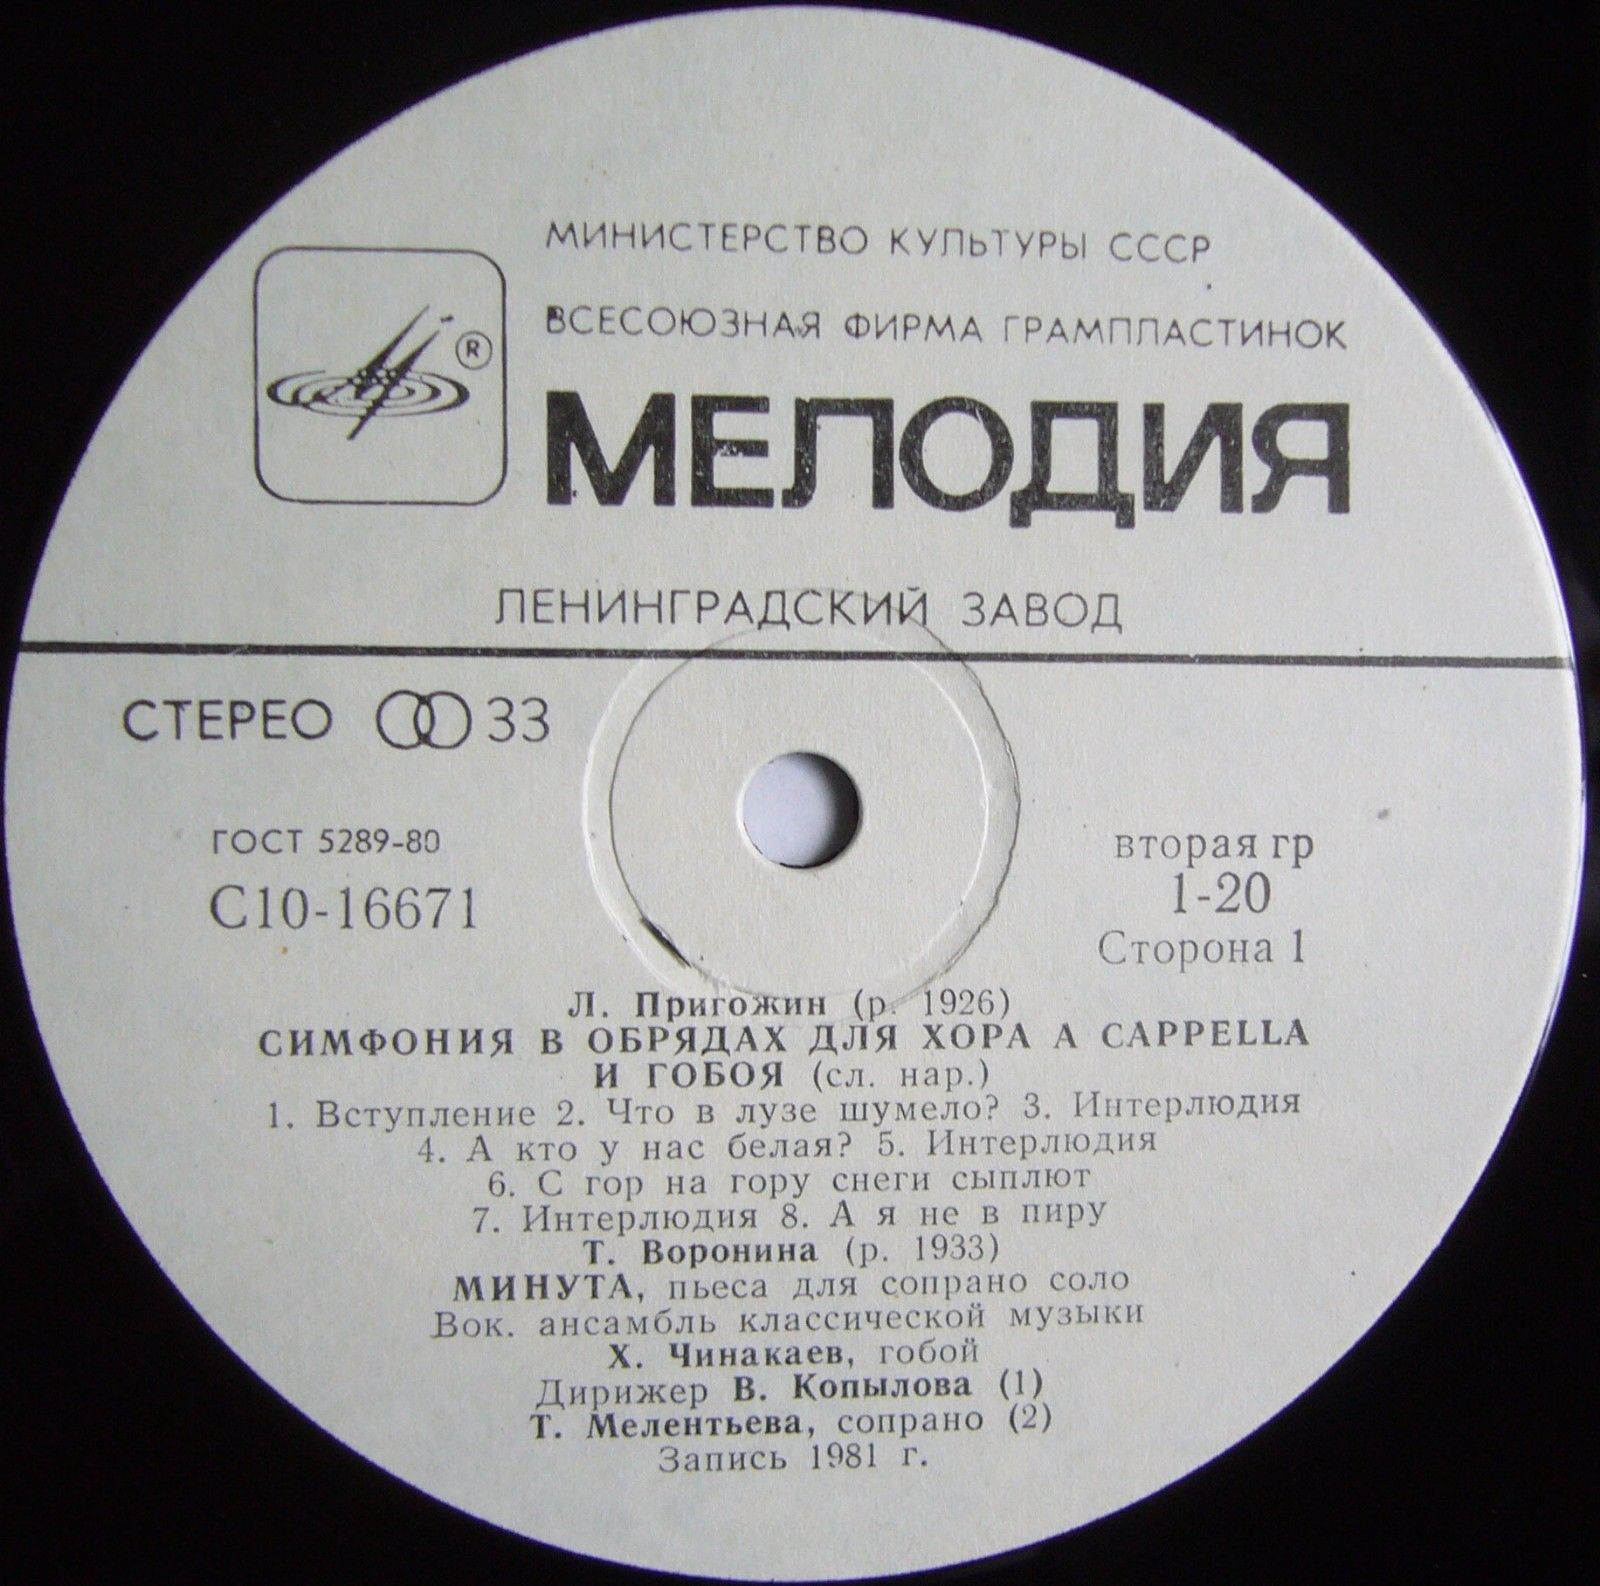 МИНИСТЕРСТВО КУЛЬТУРЫ СССР
ВСЕСОЮЗНАЯ ФИРМА ГРАМПЛАСТИНОК
®
МЕЛОДИЯ
ЛЕНИНГРАДСКИЙ ЗАВОД
СТЕРЕО 33
ГОСТ 5289-80
С10-16671
вторая гр
1-20
Сторона 1
Л. Пригожин (р. 1926)
СИМФОНИЯ В ОБРЯДАХ ДЛЯ ХОРА A CAPPELLA
И ГОБОЯ (сл. нар.)
1. Вступление 2. Что в лузе шумело? 3. Интерлюдия
4. А кто у нас белая? 5. Интерлюдия
6. С гор на гору снеги сыплют
7. Интерлюдия 8. А я не в пиру
Т. Воронина (р. 1933)
МИНУТА, пьеса для сопрано соло
Вок. ансамбль классической музыки
Х. Чинакаев, гобой
Дирижер В. Копылова (1)
Т. Мелентьева, сопрано (2)
Запись 1981 г.